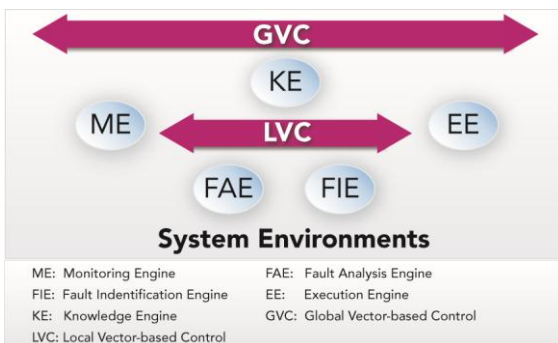 GVC
KE
ME
LVC
EE
FAE FIE
System Environments
ME: Monitoring Engine FAE: Fault Analysis Engine
FIE: Fault Indentification Engine EE: Execution Engine
KE: Knowledge Engine GVC: Global Vector-based Control
LVC: Local Vector-based Control